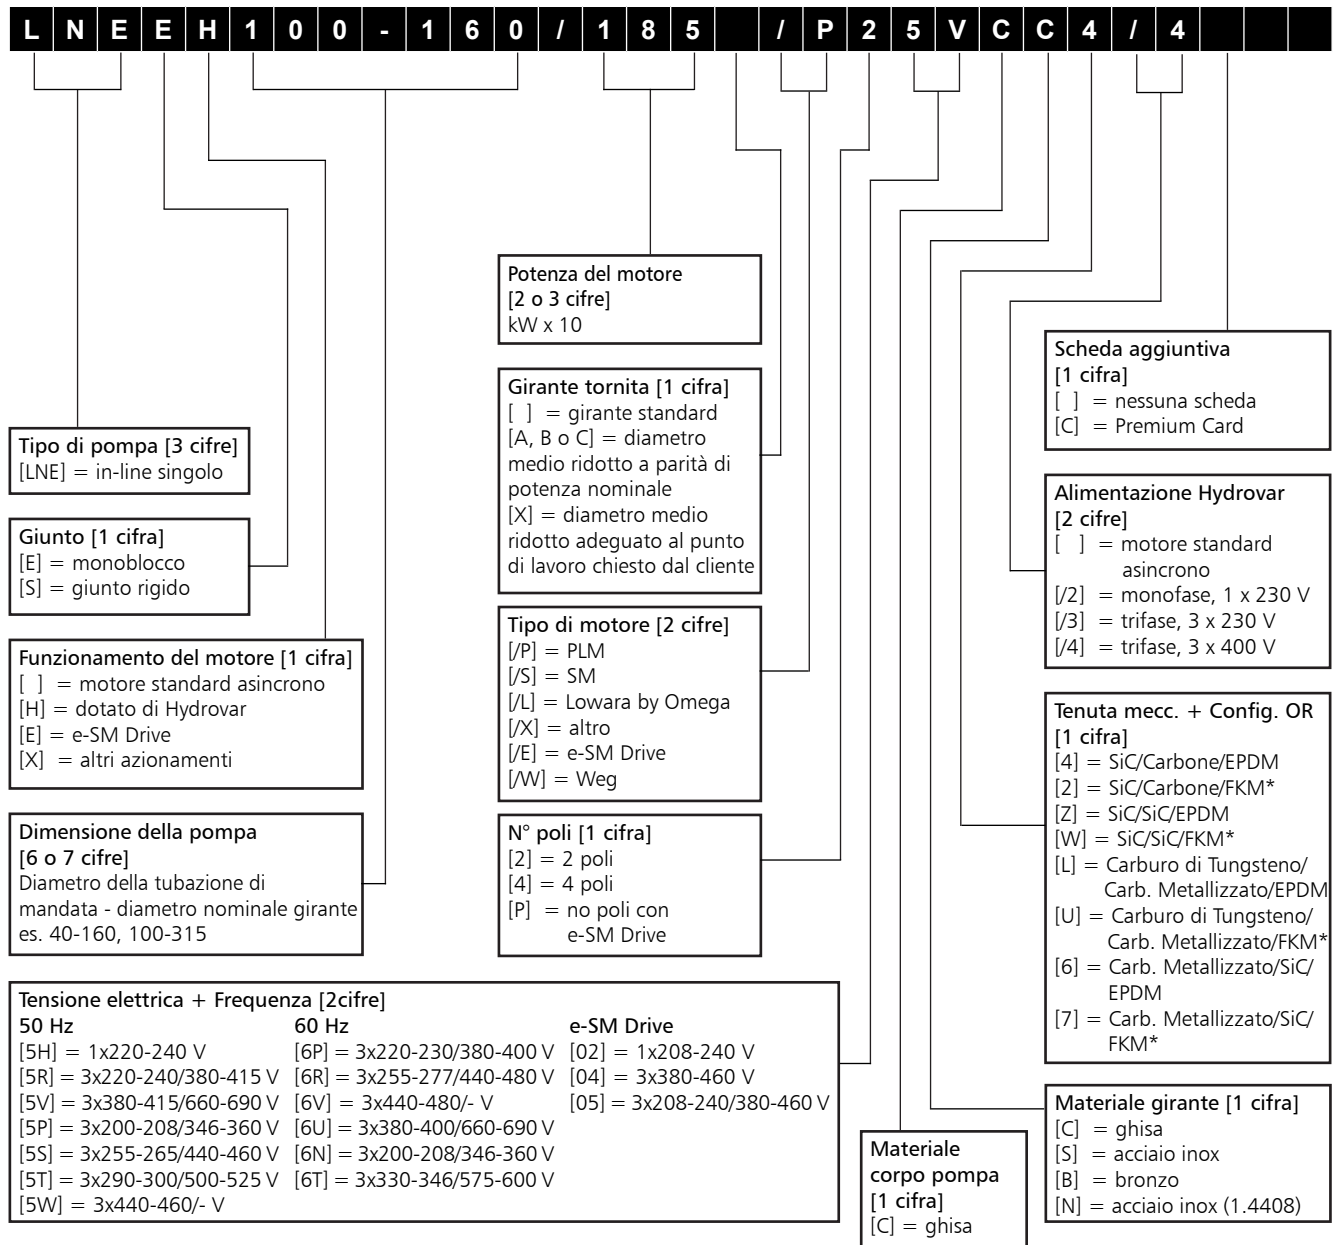 LNEEH100-160/185 /P25VCC4/4
Potenza del motore
[2 o 3 cifre]
kW x 10
Girante tornita [1 cifra]
[ ] = girante standard
[A, B o C] = diametro
medio ridotto a parità di
potenza nominale
[X] = diametro medio
ridotto adeguato al punto
di lavoro chiesto dal cliente
Scheda aggiuntiva
[1 cifra]
[ ] = nessuna scheda
[C] = Premium Card
Tipo di pompa [3 cifre]
[LNE] = in-line singolo
Alimentazione Hydrovar
[2 cifre]
[ ] = motore standard
asincrono
[/2] = monofase, 1 x 230 V
[/3] = trifase, 3 x 230 V
[/4] = trifase, 3 x 400 V
Giunto [1 cifra]
[E] = monoblocco
[S] = giunto rigido
Tipo di motore [2 cifre]
[/P] = PLM
[/S] = SM
[/L] = Lowara by Omega
[/X] = altro
[/E] = e-SM Drive
[/W] = Weg
Funzionamento del motore [1 cifra]
[ ] = motore standard asincrono
[H] = dotato di Hydrovar
[E] = e-SM Drive
[X] = altri azionamenti
Tenuta mecc. + Config. OR
[1 cifra]
[4] = SiC/Carbone/EPDM
[2] = SiC/Carbone/FKM*
[Z] = SiC/SiC/EPDM
[W] = SiC/SiC/FKM*
[L] = Carburo di Tungsteno/
Carb. Metallizzato/EPDM
[U] = Carburo di Tungsteno/
Carb. Metallizzato/FKM*
[6] = Carb. Metallizzato/SiC/
EPDM
[7] = Carb. Metallizzato/SiC/
FKM*
Dimensione della pompa
[6 o 7 cifre]
Diametro della tubazione di
mandata - diametro nominale girante
es. 40-160, 100-315
N° poli [1 cifra]
[2] = 2 poli
[4] = 4 poli
[P] = no poli con
e-SM Drive
Tensione elettrica + Frequenza [2cifre]
50 Hz
[5H] = 1x220-240 V
[5R] = 3x220-240/380-415 V
[5V] = 3x380-415/660-690 V
[5P] = 3x200-208/346-360 V
[5S] = 3x255-265/440-460 V
[5T] = 3x290-300/500-525 V
[5W] = 3x440-460/- V
60 Hz
[6P] = 3x220-230/380-400 V
[6R] = 3x255-277/440-480 V
[6V] = 3x440-480/- V
[6U] = 3x380-400/660-690 V
[6N] = 3x200-208/346-360 V
[6T] = 3x330-346/575-600 V
e-SM Drive
[02] = 1x208-240 V
[04] = 3x380-460 V
[05] = 3x208-240/380-460 V
Materiale
corpo pompa
[1 cifra]
[C] = ghisa
Materiale girante [1 cifra]
[C] = ghisa
[S] = acciaio inox
[B] = bronzo
[N] = acciaio inox (1.4408)